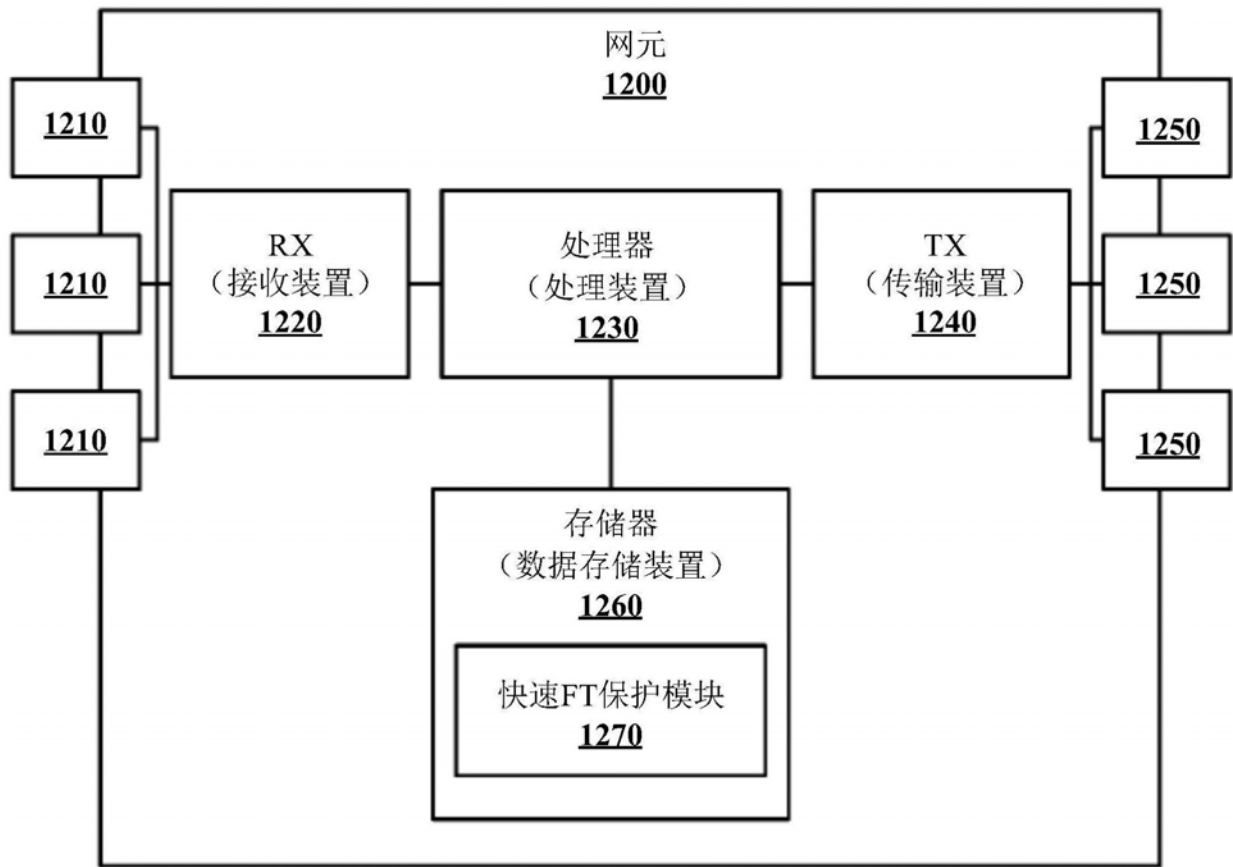 网元
1200
1210
1210
1210
RX
（接收装置）
1220
处理器
（处理装置）
1230
TX
（传输装置）
1240
1250
1250
1250
存储器
（数据存储装置）
1260
快速FT保护模块
1270